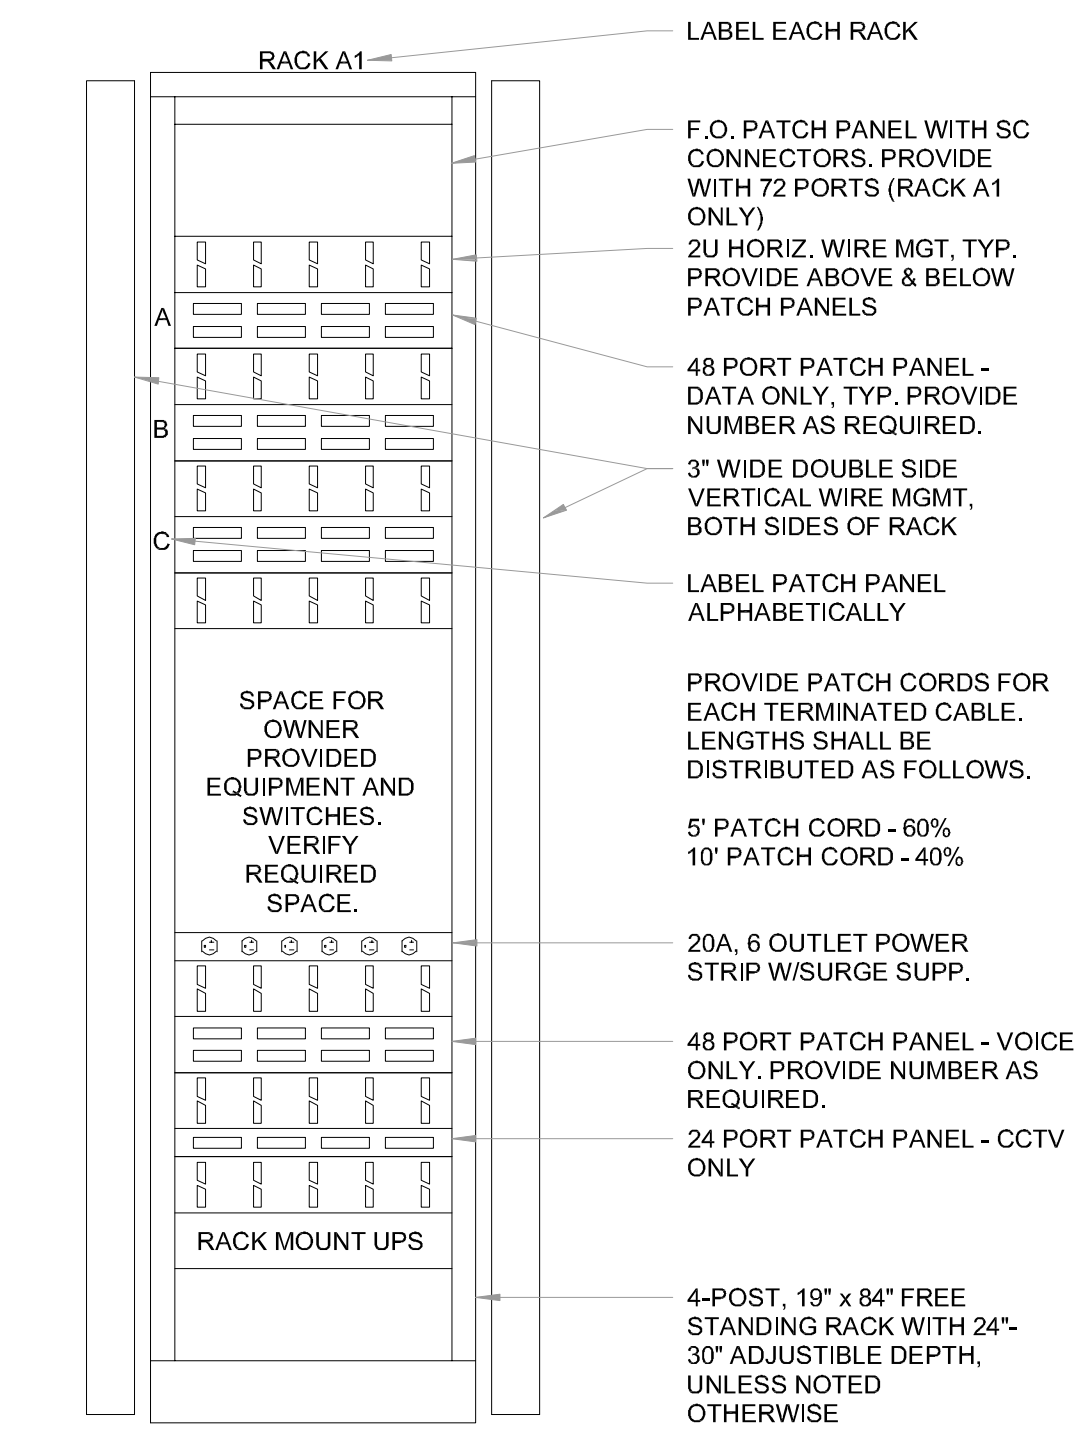 LABEL EACH RACK
RACK A1
F.O. PATCH PANEL WITH SC
CONNECTORS. PROVIDE
WITH 72 PORTS (RACK A1
ONLY)
2U HORIZ. WIRE MGT, TYP.
PROVIDE ABOVE & BELOW
PATCH PANELS
A
48 PORT PATCH PANEL -
DATA ONLY, TYP. PROVIDE
NUMBER AS REQUIRED.
B
3" WIDE DOUBLE SIDE
VERTICAL WIRE MGMT,
BOTH SIDES OF RACK
C
LABEL PATCH PANEL
ALPHABETICALLY
PROVIDE PATCH CORDS FOR
EACH TERMINATED CABLE.
LENGTHS SHALL BE
DISTRIBUTED AS FOLLOWS.
5' PATCH CORD - 60%
10' PATCH CORD - 40%
SPACE FOR
OWNER
PROVIDED
EQUIPMENT AND
SWITCHES.
VERIFY
REQUIRED
SPACE.
20A, 6 OUTLET POWER
STRIP W/SURGE SUPP.
48 PORT PATCH PANEL - VOICE
ONLY. PROVIDE NUMBER AS
REQUIRED.
24 PORT PATCH PANEL - CCTV
ONLY
RACK MOUNT UPS
4-POST, 19" x 84" FREE
STANDING RACK WITH 24"-
30" ADJUSTIBLE DEPTH,
UNLESS NOTED
OTHERWISE